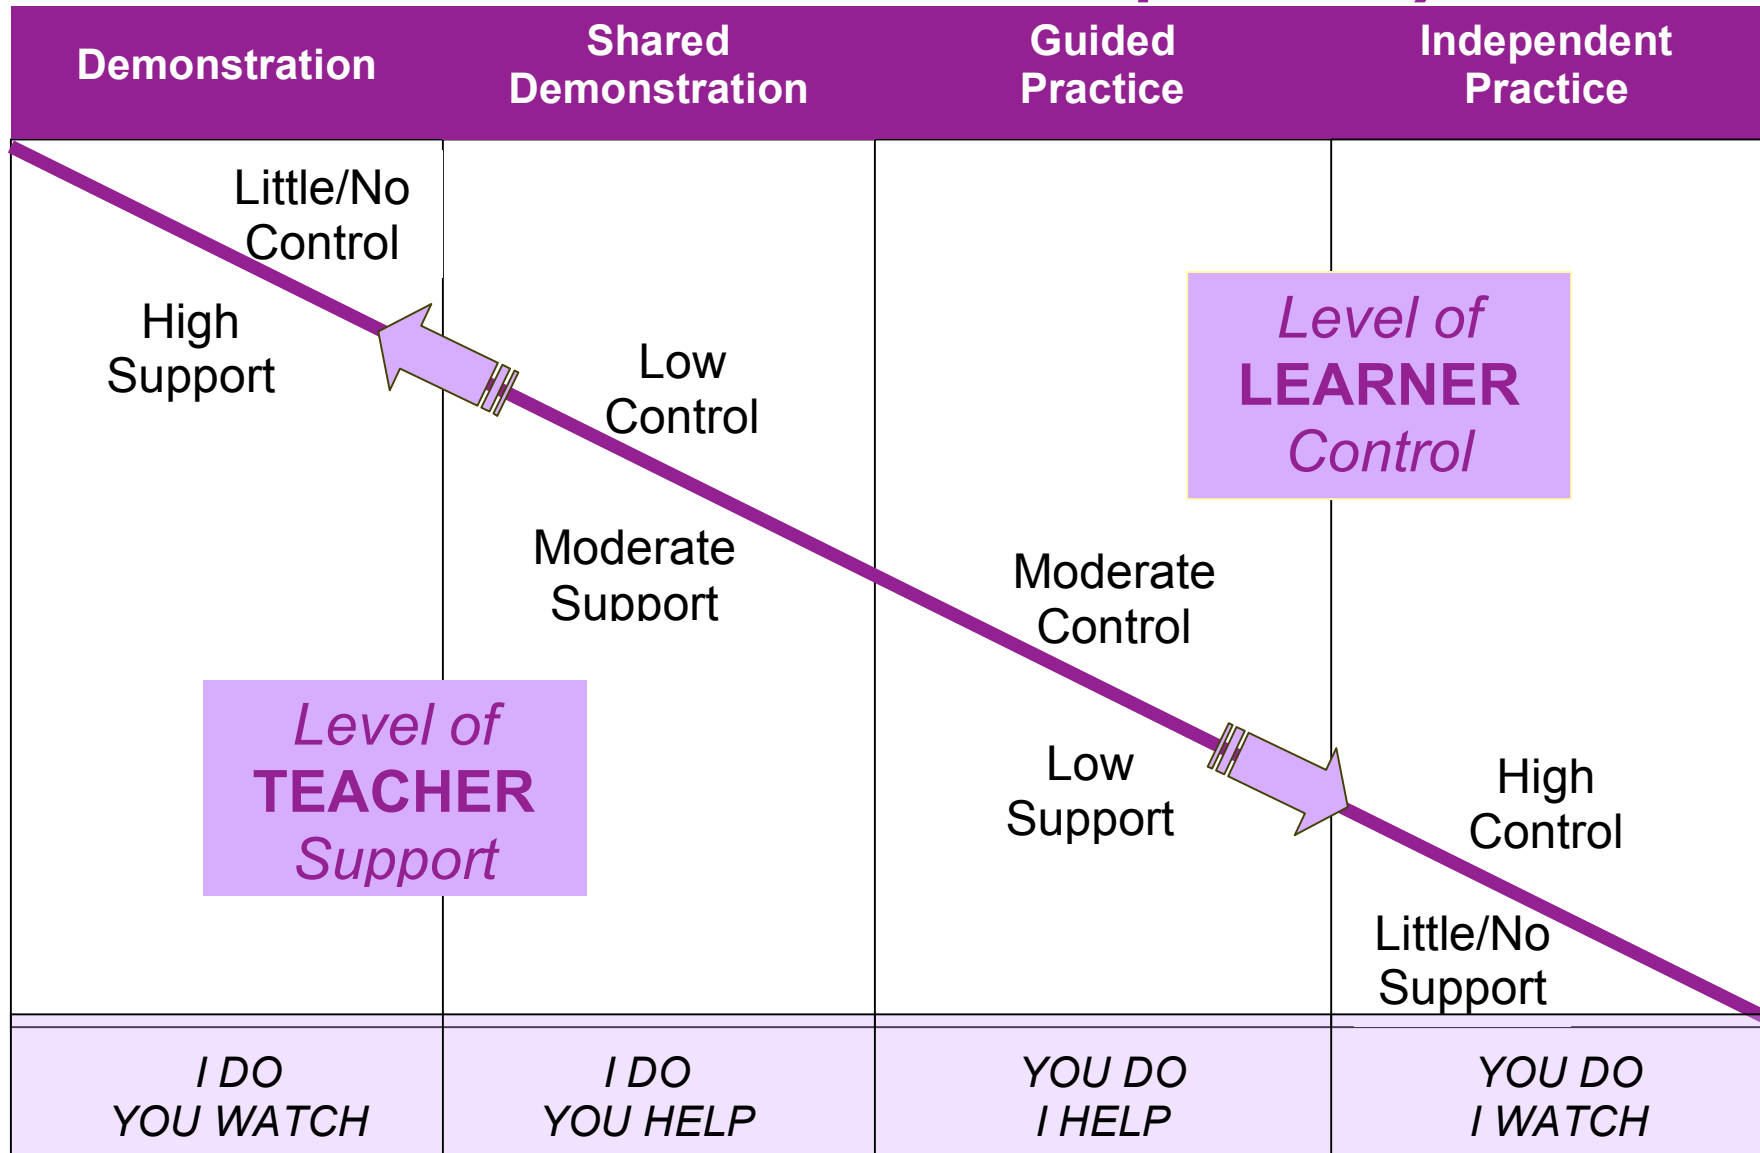 Demonstration
Shared
Demonstration
Guided
Practice
Independent
Practice
Little/No
Control
High
Support
Low
Control
Moderate
Support
Level of
LEARNER
Control
Moderate
Control
Level of
TEACHER
Support
Low
Support
High
Control
Little/No
Support
I DO
YOU WATCH
I DO
YOU HELP
YOU DO
I HELP
YOU DO
I WATCH